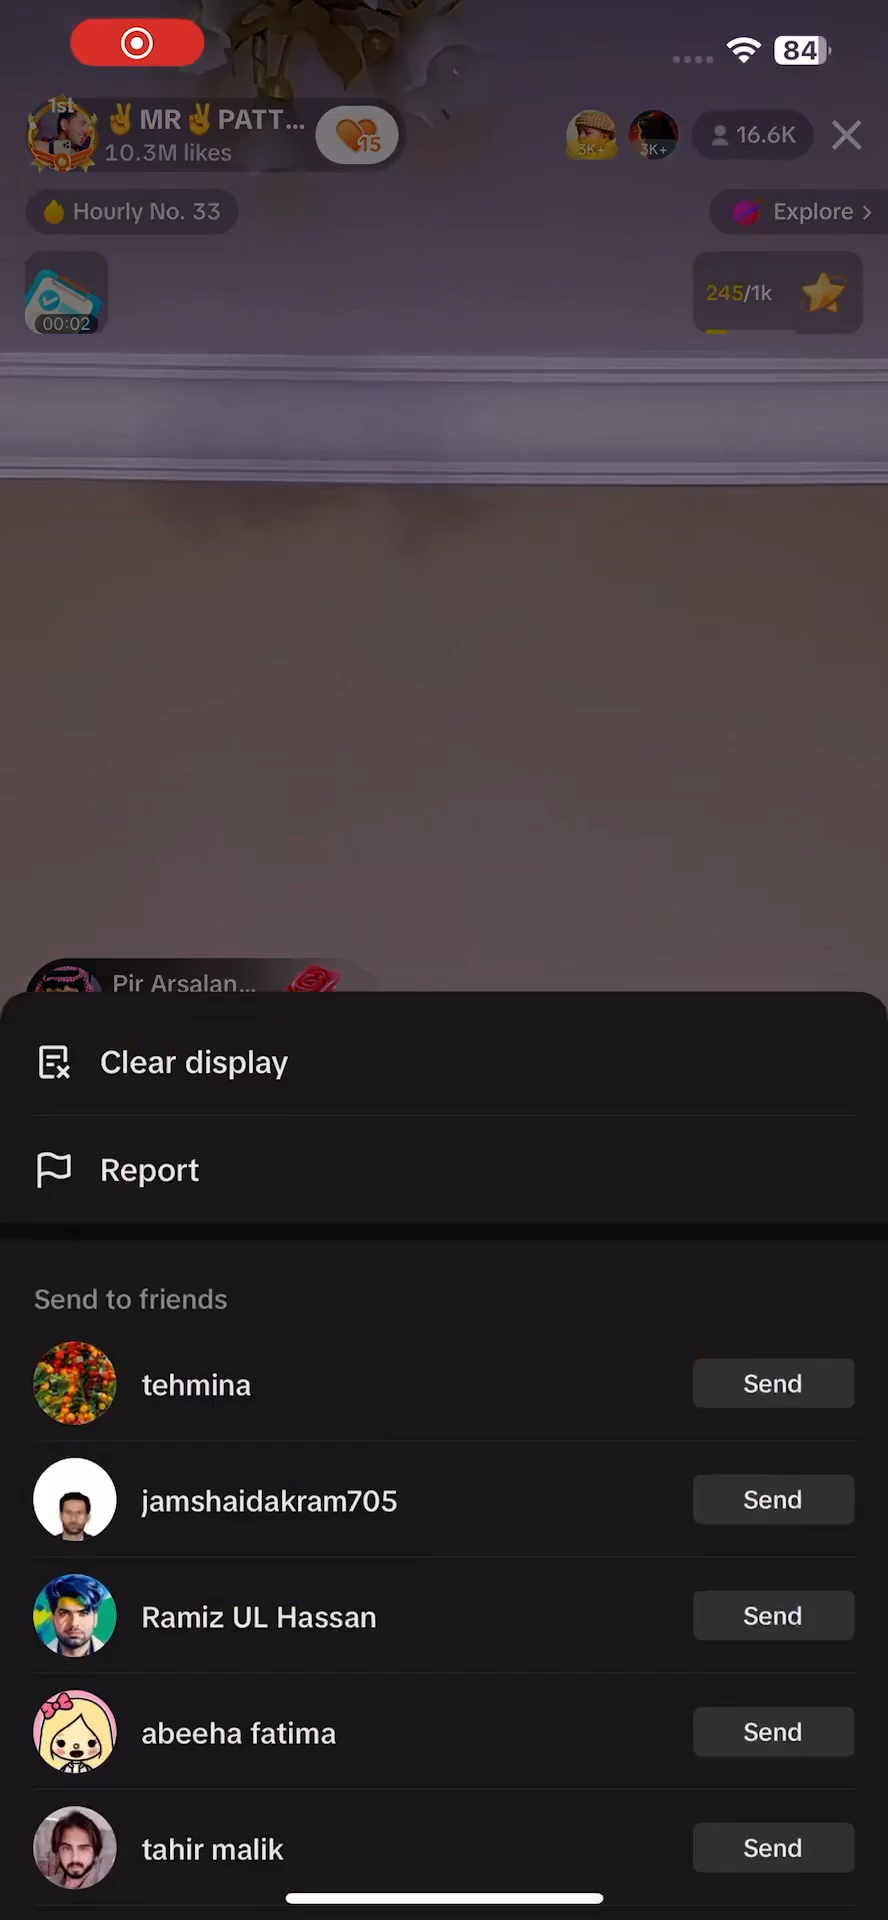 84
1st
✌️MR✌️PATT...
10.3M likes
15
3K+
3K+
16.6K
Hourly No. 33
Explore >
00:02
245/1k
Pir Arsalan...
Clear display
Report
Send to friends
tehmina
Send
jamshaidakram705
Send
Ramiz UL Hassan
Send
abeeha fatima
Send
tahir malik
Send